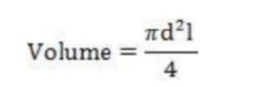 Volume = πd²l / 4